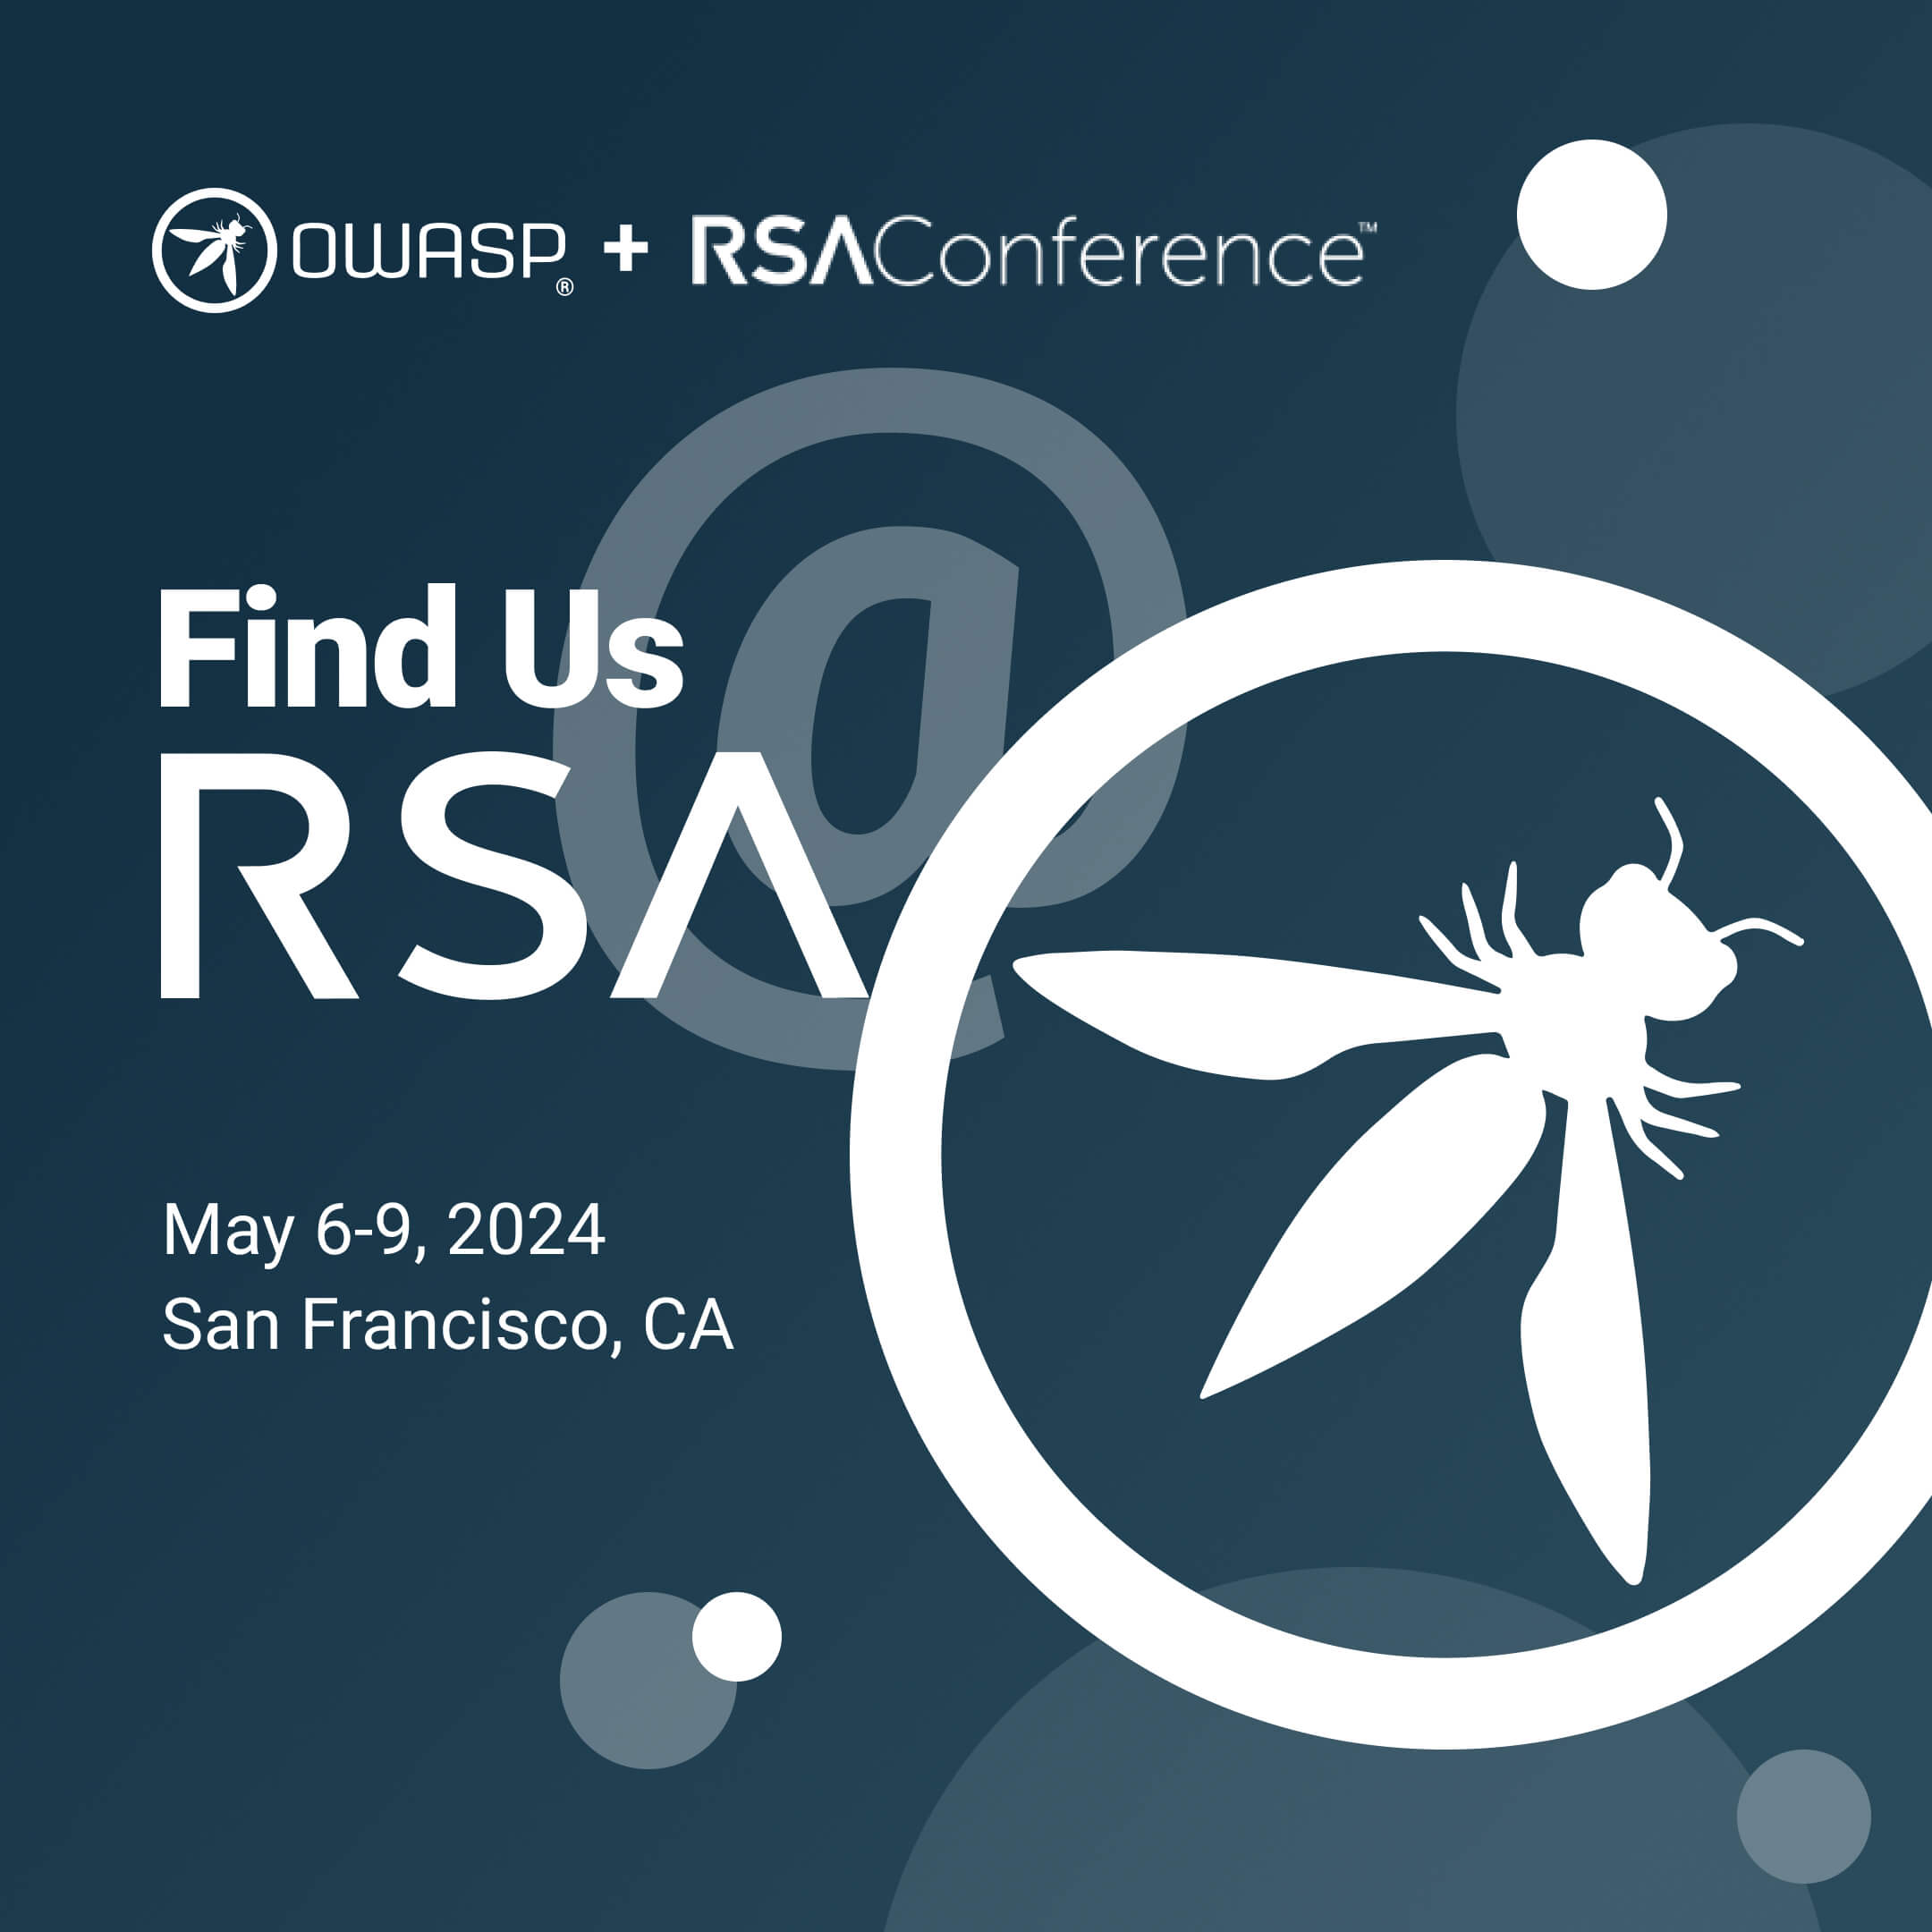 OWASP® + RSAConference™
@
Find Us
RSA
May 6-9, 2024
San Francisco, CA